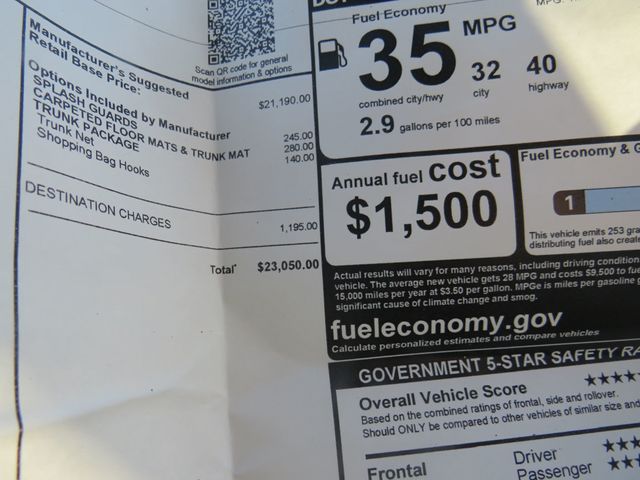 Scan QR code for general
model information & options
Manufacturer's Suggested
Retail Base Price: $21,190.00
Options Included by Manufacturer
SPLASH GUARDS 245.00
CARPETED FLOOR MATS & TRUNK MAT 280.00
TRUNK PACKAGE 140.00
Trunk Net
Shopping Bag Hooks
DESTINATION CHARGES 1,195.00
Total* $23,050.00
Fuel Economy
35 MPG
32 40
city highway
combined city/hwy
2.9 gallons per 100 miles
Annual fuel cost
$1,500
Fuel Economy & G
1
This vehicle emits 253 gra
distributing fuel also create
Actual results will vary for many reasons, including driving condition
vehicle. The average new vehicle gets 28 MPG and costs $9,500 to fue
15,000 miles per year at $3.50 per gallon. MPGe is miles per gasoline g
significant cause of climate change and smog.
fueleconomy.gov
Calculate personalized estimates and compare vehicles
GOVERNMENT 5-STAR SAFETY RA
Overall Vehicle Score ★★★★
Based on the combined ratings of frontal, side and rollover.
Should ONLY be compared to other vehicles of similar size and
Frontal Driver ★★★
Passenger ★★★